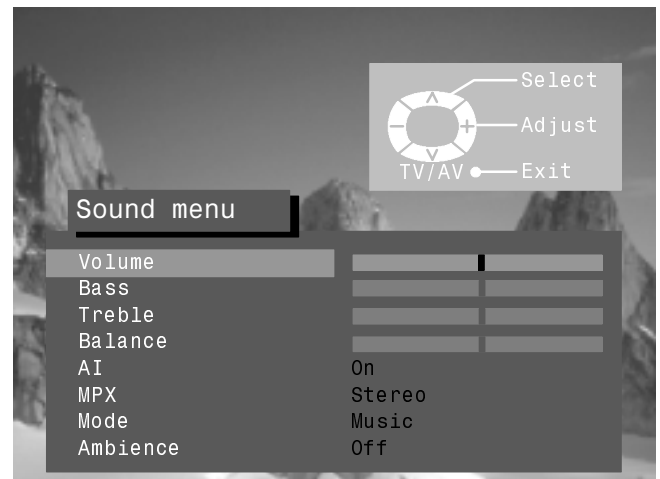 Select
Adjust
TV/AV Exit
Sound menu
Volume
Bass
Treble
Balance
AI On
MPX Stereo
Mode Music
Ambience Off